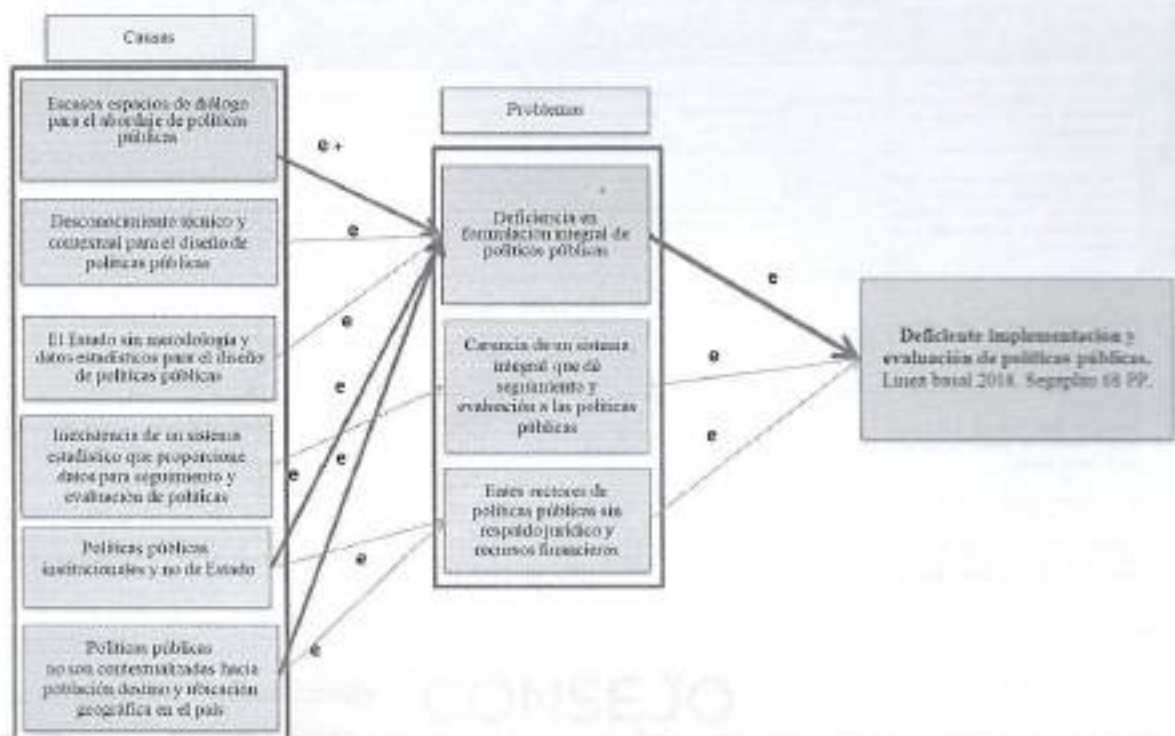 Causas
Escasos espacios de diálogo
para el abordaje de políticas
públicas
Desconocimiento técnico y
contextual para el diseño de
políticas públicas
El Estado sin metodología y
datos estadísticos para el diseño
de políticas públicas
Inexistencia de un sistema
estadístico que proporcione
datos para seguimiento y
evaluación de políticas
Políticas públicas
institucionales y no de Estado
Políticas públicas
no son contextualizadas hacia
población destino y ubicación
geográfica en el país
e +
e
e
e
e
e
e
e
Problemas
Deficiencia en
formulación integral de
políticas públicas
Carencia de un sistema
integral que dé
seguimiento y
evaluación a las políticas
públicas
Entes rectores de
políticas públicas sin
respaldo jurídico y
recursos financieros
e
e
e
Deficiente implementación y
evaluación de políticas públicas.
Línea basal 2018. Segeplan 68 PP.
CONSEJO